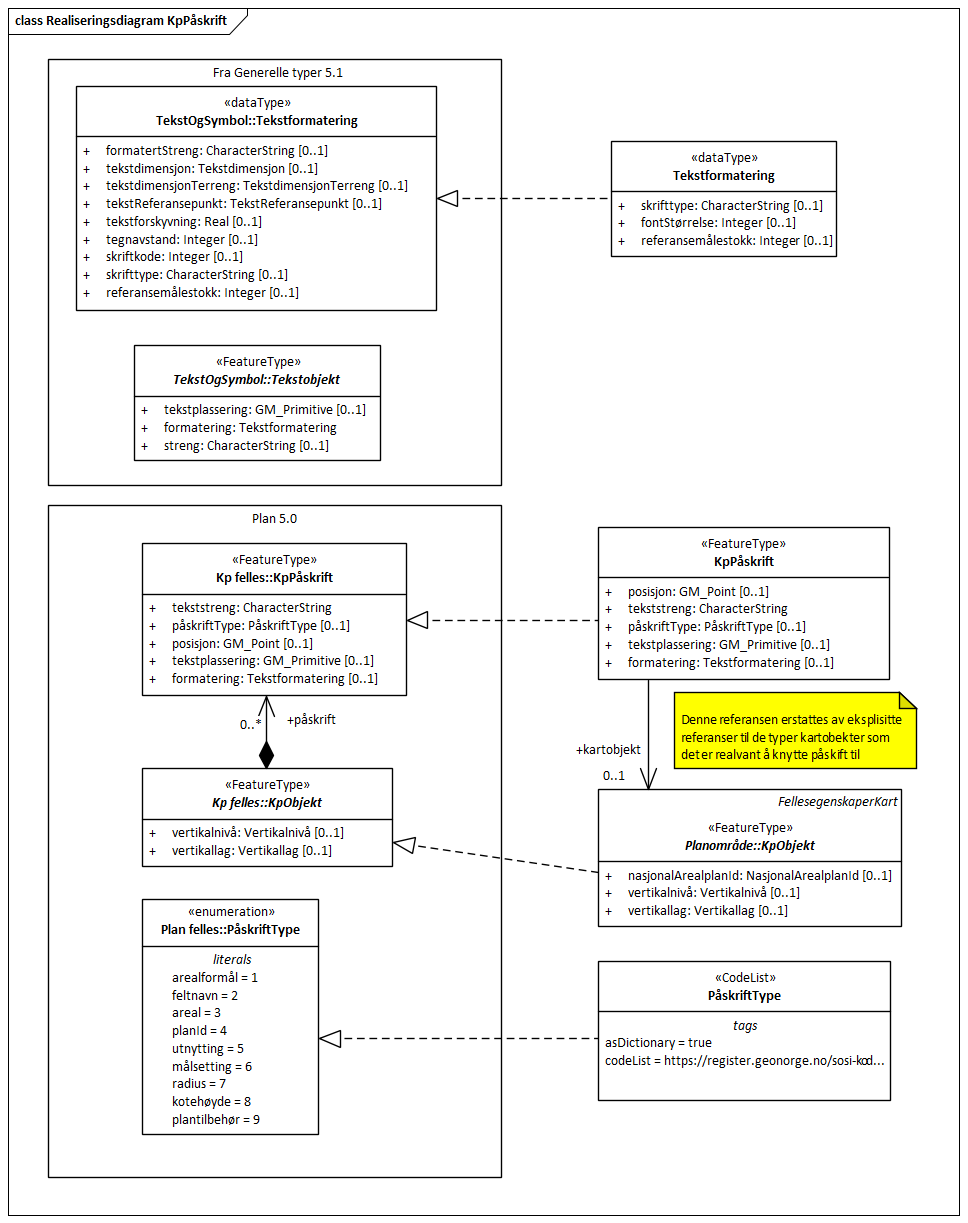 class Realiseringsdiagram KpPåskrift
Fra Generelle typer 5.1
«dataType»
TekstOgSymbol::Tekstformatering
+ formatertStreng: CharacterString [0..1]
+ tekstdimensjon: Tekstdimensjon [0..1]
+ tekstdimensjonTerreng: TekstdimensjonTerreng [0..1]
+ tekstReferansepunkt: TekstReferansepunkt [0..1]
+ tekstforskyvning: Real [0..1]
+ tegnavstand: Integer [0..1]
+ skriftkode: Integer [0..1]
+ skrifttype: CharacterString [0..1]
+ referansemålestokk: Integer [0..1]
«dataType»
Tekstformatering
+ skrifttype: CharacterString [0..1]
+ fontStørrelse: Integer [0..1]
+ referansemålestokk: Integer [0..1]
«FeatureType»
TekstOgSymbol::Tekstobjekt
+ tekstplassering: GM_Primitive [0..1]
+ formatering: Tekstformatering
+ streng: CharacterString [0..1]
Plan 5.0
«FeatureType»
Kp felles::KpPåskrift
+ tekststreng: CharacterString
+ påskriftType: PåskriftType [0..1]
+ posisjon: GM_Point [0..1]
+ tekstplassering: GM_Primitive [0..1]
+ formatering: Tekstformatering [0..1]
«FeatureType»
KpPåskrift
+ posisjon: GM_Point [0..1]
+ tekststreng: CharacterString
+ påskriftType: PåskriftType [0..1]
+ tekstplassering: GM_Primitive [0..1]
+ formatering: Tekstformatering [0..1]
0..*
+påskrift
Denne referansen erstattes av eksplisitte
referanser til de typer kartobekter som
det er realvant å knytte påskift til
+kartobjekt
0..1
«FeatureType»
Kp felles::KpObjekt
+ vertikalnivå: Vertikalnivå [0..1]
+ vertikallag: Vertikallag [0..1]
FellesegenskaperKart
«FeatureType»
Planområde::KpObjekt
+ nasjonalArealplanId: NasjonalArealplanId [0..1]
+ vertikalnivå: Vertikalnivå [0..1]
+ vertikallag: Vertikallag [0..1]
«enumeration»
Plan felles::PåskriftType
literals
arealformål = 1
feltnavn = 2
areal = 3
planId = 4
utnytting = 5
målsetting = 6
radius = 7
kotehøyde = 8
plantilbehør = 9
«CodeList»
PåskriftType
tags
asDictionary = true
codeList = https://register.geonorge.no/sosi-kod...